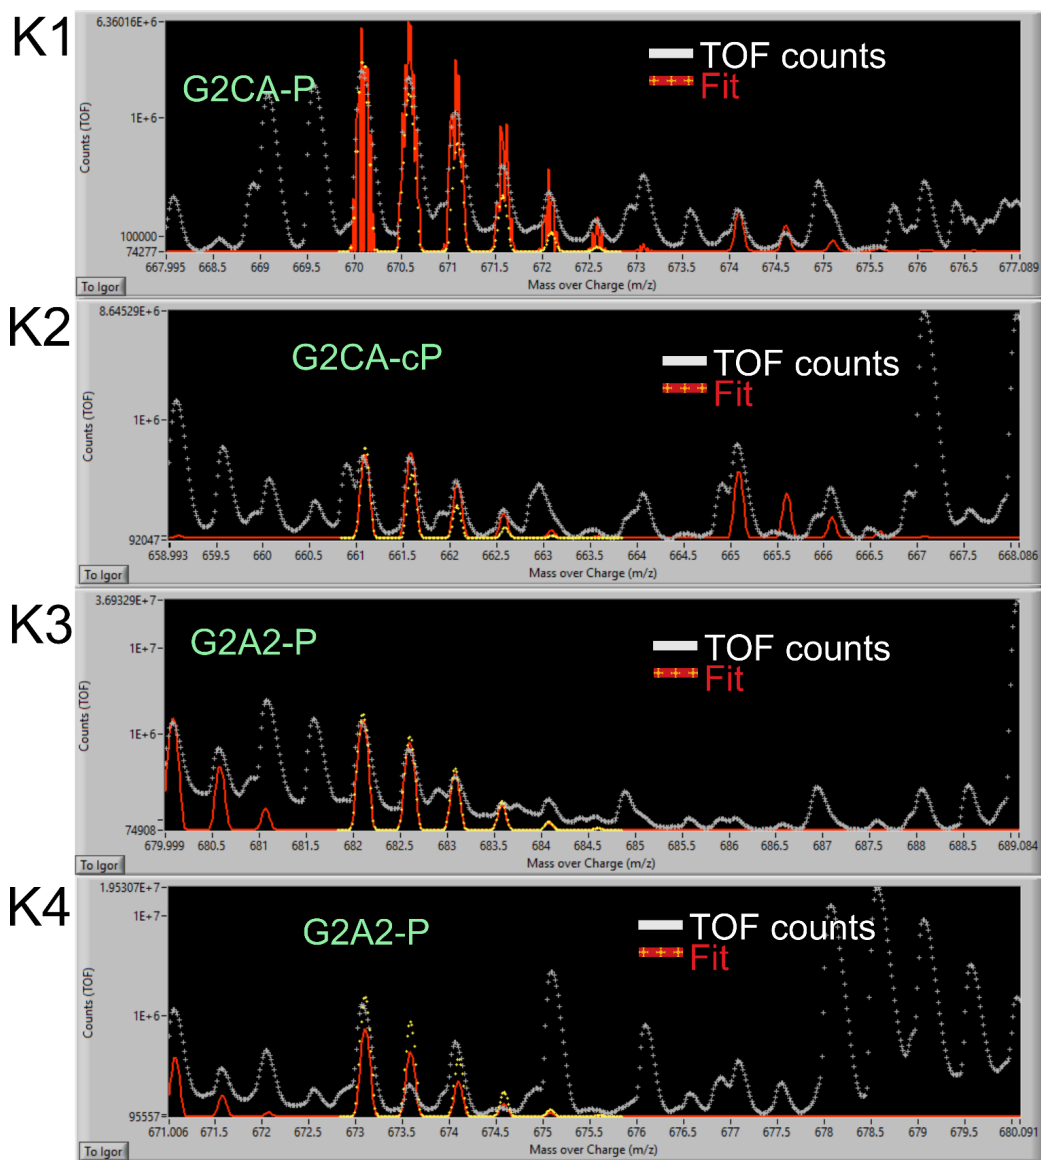 K1
6.36016E+6
1E+6
100000
74277
Counts (TOF)
G2CA-P
TOF counts
Fit
667.995 668.5 669 669.5 670 670.5 671 671.5 672 672.5 673 673.5 674 674.5 675 675.5 676 676.5 677.089
Mass over Charge (m/z)
To Igor
K2
8.64529E+6
1E+6
92047
Counts (TOF)
G2CA-cP
TOF counts
Fit
658.993 659.5 660 660.5 661 661.5 662 662.5 663 663.5 664 664.5 665 665.5 666 666.5 667 667.5 668.086
Mass over Charge (m/z)
To Igor
K3
3.69329E+7
1E+7
1E+6
74908
Counts (TOF)
G2A2-P
TOF counts
Fit
679.999 680.5 681 681.5 682 682.5 683 683.5 684 684.5 685 685.5 686 686.5 687 687.5 688 688.5 689.084
Mass over Charge (m/z)
To Igor
K4
1.95307E+7
1E+7
1E+6
95557
Counts (TOF)
G2A2-P
TOF counts
Fit
671.006 671.5 672 672.5 673 673.5 674 674.5 675 675.5 676 676.5 677 677.5 678 678.5 679 679.5 680.091
Mass over Charge (m/z)
To Igor